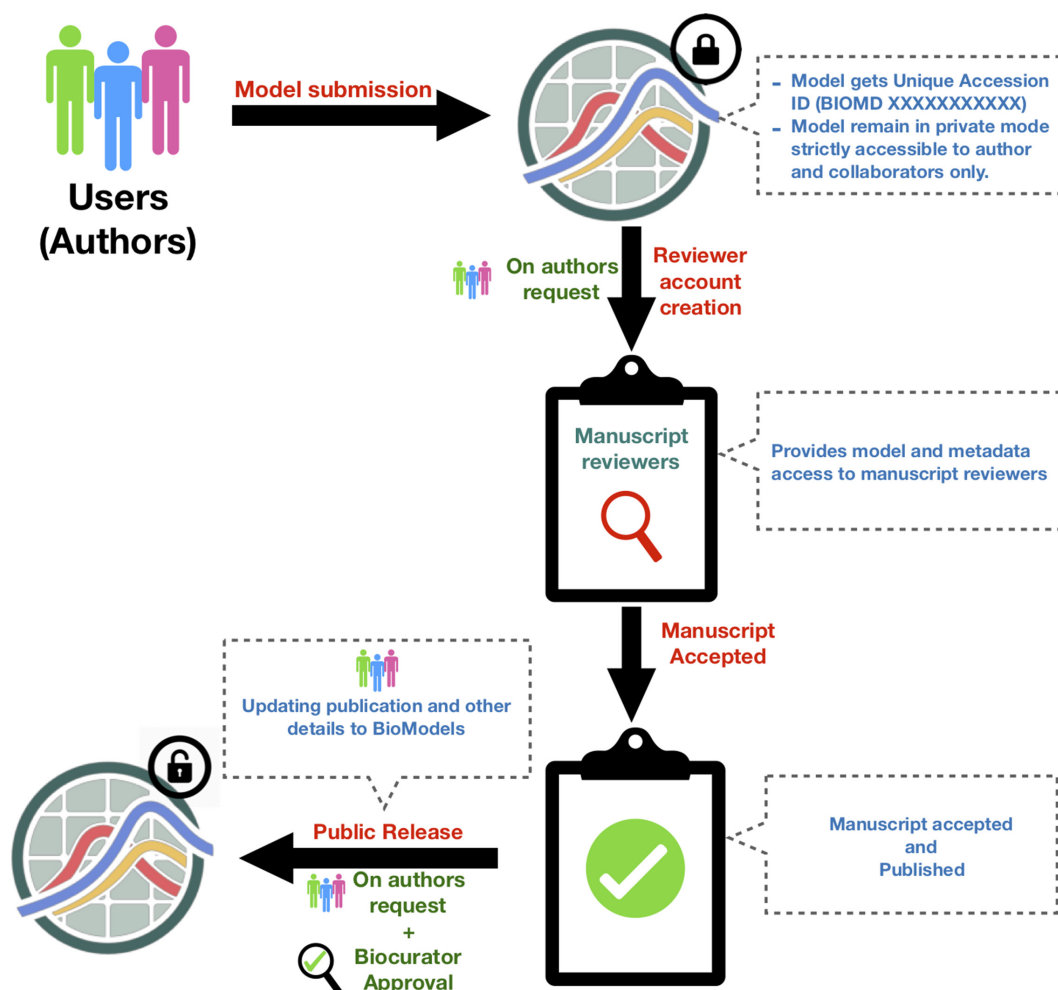 Model submission
Users
(Authors)
- Model gets Unique Accession
ID (BIOMD XXXXXXXXXXX)
- Model remain in private mode
strictly accessible to author
and collaborators only.
On authors
request
Reviewer
account
creation
Manuscript
reviewers
Provides model and metadata
access to manuscript reviewers
Manuscript
Accepted
Updating publication and other
details to BioModels
Public Release
On authors
request
+
Biocurator
Approval
Manuscript accepted
and
Published